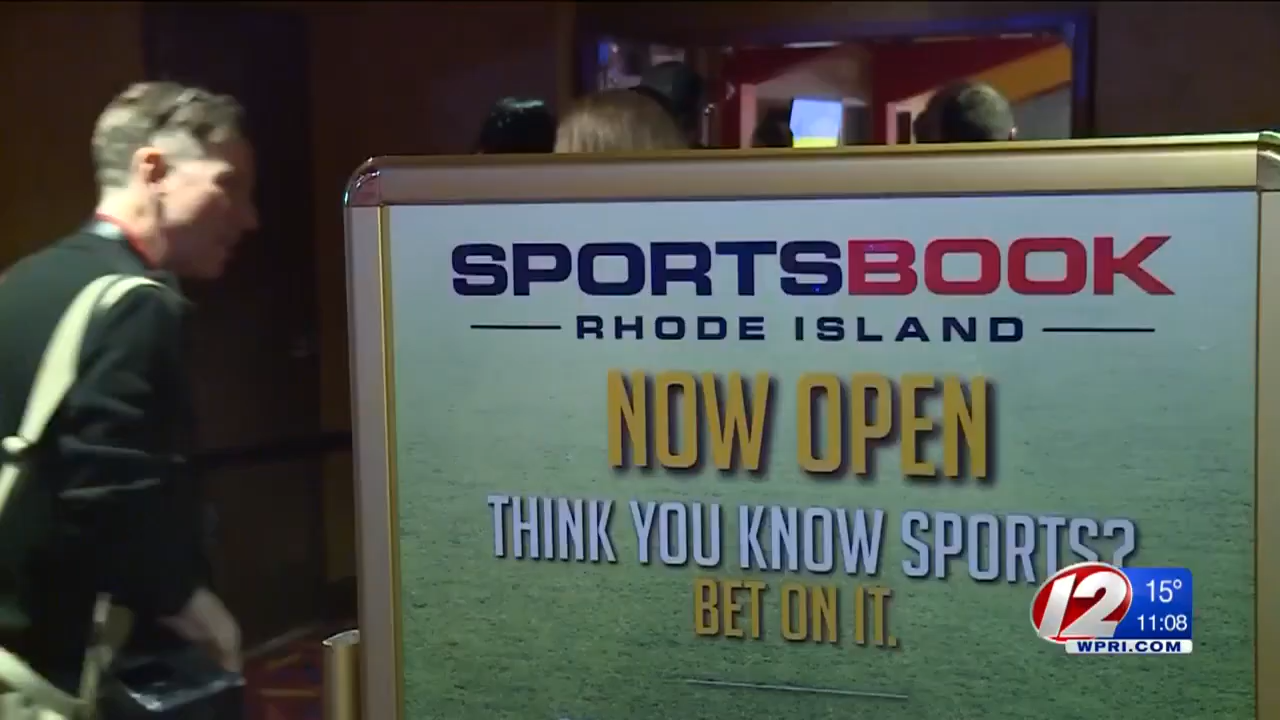 SPORTSBOOK
RHODE ISLAND
NOW OPEN
THINK YOU KNOW SPORTS?
BET ON IT.
12
15°
11:08
WPRI.COM